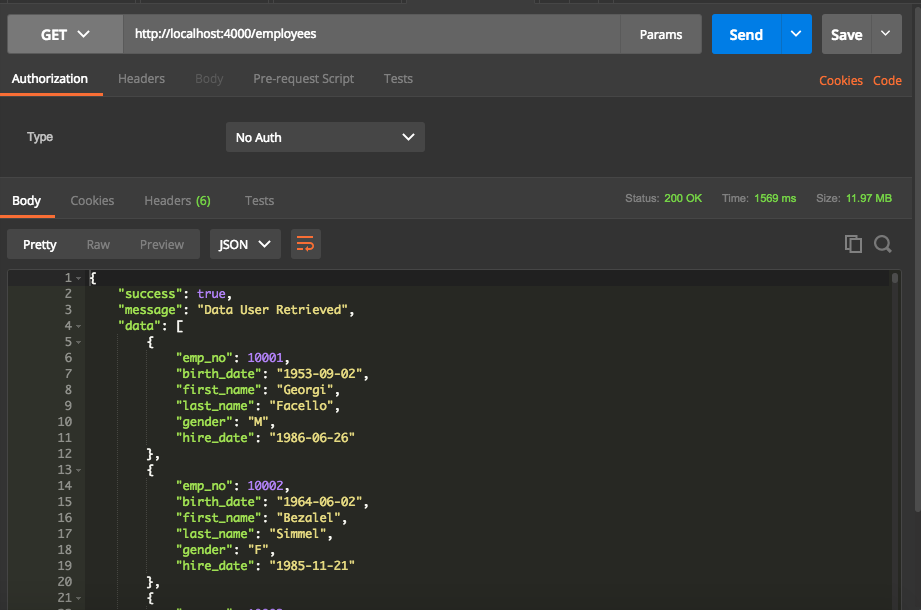 GET http://localhost:4000/employees Params Send Save
Authorization Headers Body Pre-request Script Tests Cookies Code
Type No Auth
Body Cookies Headers (6) Tests Status: 200 OK Time: 1569 ms Size: 11.97 MB
Pretty Raw Preview JSON
1 {
2 "success": true,
3 "message": "Data User Retrieved",
4 "data": [
5 {
6 "emp_no": 10001,
7 "birth_date": "1953-09-02",
8 "first_name": "Georgi",
9 "last_name": "Facello",
10 "gender": "M",
11 "hire_date": "1986-06-26"
12 },
13 {
14 "emp_no": 10002,
15 "birth_date": "1964-06-02",
16 "first_name": "Bezalel",
17 "last_name": "Simmel",
18 "gender": "F",
19 "hire_date": "1985-11-21"
20 },
21 {